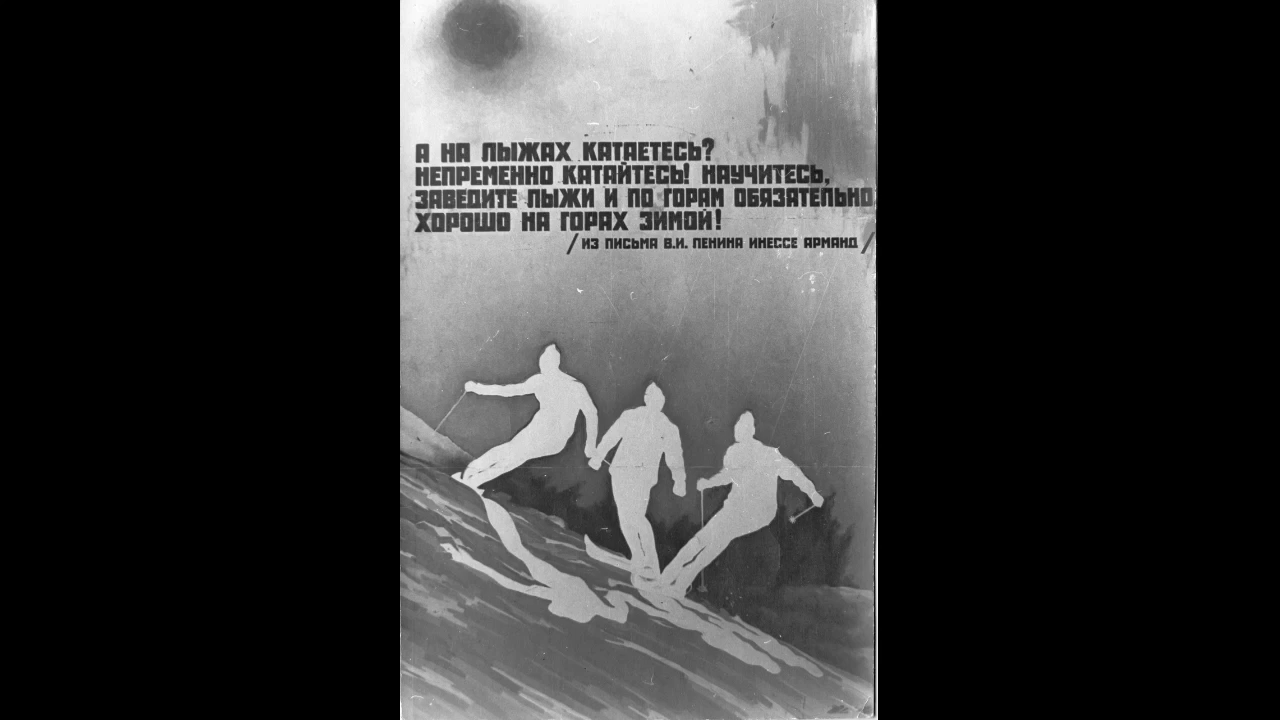 А НА ЛЫЖАХ КАТАЕТЕСЬ?
НЕПРЕМЕННО КАТАЙТЕСЬ! НАУЧИТЕСЬ,
ЗАВЕДИТЕ ЛЫЖИ И ПО ГОРАМ ОБЯЗАТЕЛЬНО
ХОРОШО НА ГОРАХ ЗИМОЙ!
/ИЗ ПИСЬМА В.И. ЛЕНИНА ИНЕССЕ АРМАНД/